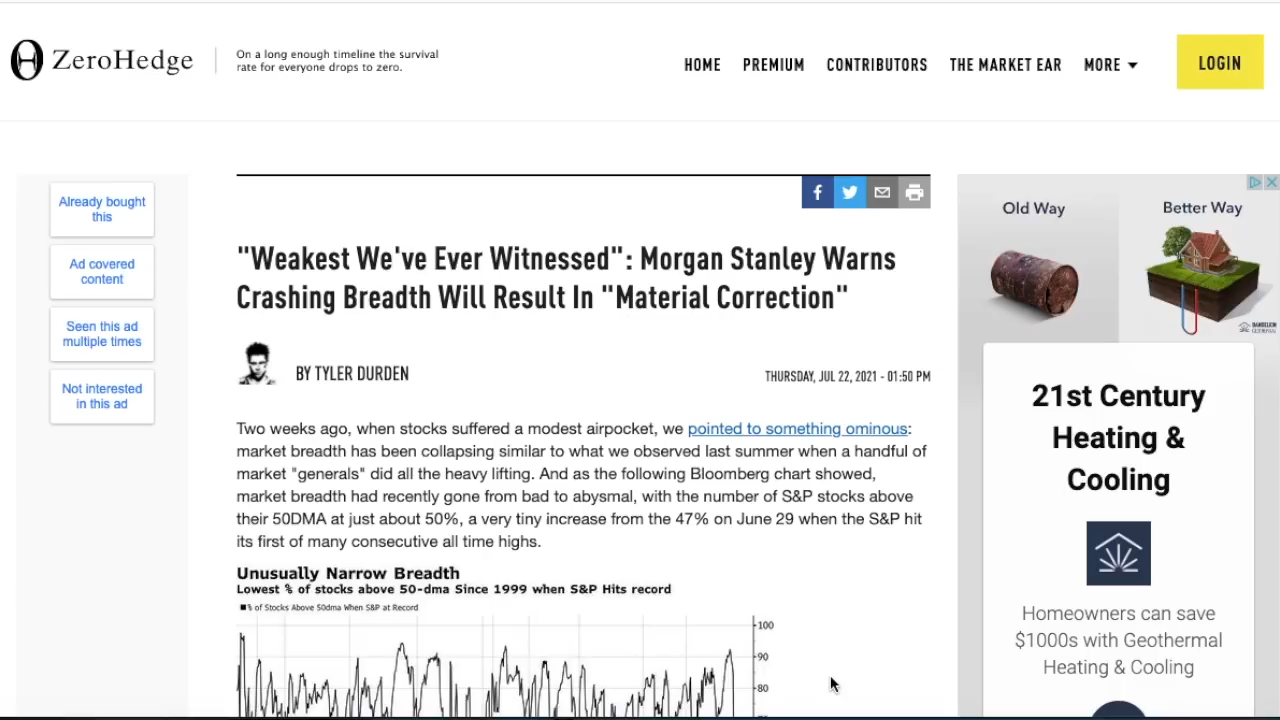 ZeroHedge
On a long enough timeline the survival
rate for everyone drops to zero.
HOME PREMIUM CONTRIBUTORS THE MARKET EAR MORE
LOGIN
Already bought
this
Ad covered
content
Seen this ad
multiple times
Not interested
in this ad
"Weakest We've Ever Witnessed": Morgan Stanley Warns
Crashing Breadth Will Result In "Material Correction"
BY TYLER DURDEN
THURSDAY, JUL 22, 2021 - 01:50 PM
Two weeks ago, when stocks suffered a modest airpocket, we pointed to something ominous:
market breadth has been collapsing similar to what we observed last summer when a handful of
market "generals" did all the heavy lifting. And as the following Bloomberg chart showed,
market breadth had recently gone from bad to abysmal, with the number of S&P stocks above
their 50DMA at just about 50%, a very tiny increase from the 47% on June 29 when the S&P hit
its first of many consecutive all time highs.
Unusually Narrow Breadth
Lowest % of stocks above 50-dma Since 1999 when S&P Hits record
% of Stocks Above 50dma When S&P at Record
100
90
80
Old Way
Better Way
DANDELION
21st Century
Heating &
Cooling
Homeowners can save
$1000s with Geothermal
Heating & Cooling